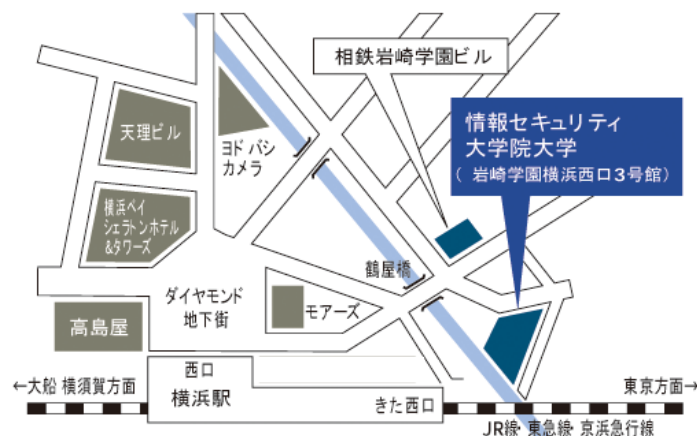 相鉄岩崎学園ビル
情報セキュリティ
大学院大学
( 岩崎学園横浜西口3号館)
天理ビル
ヨドバシ
カメラ
横浜ベイ
シェラトンホテル
&タワーズ
鶴屋橋
ダイヤモンド
地下街
モアーズ
高島屋
西口
横浜駅
きた西口
←大船 横須賀方面
東京方面→
JR線・東急線・京浜急行線